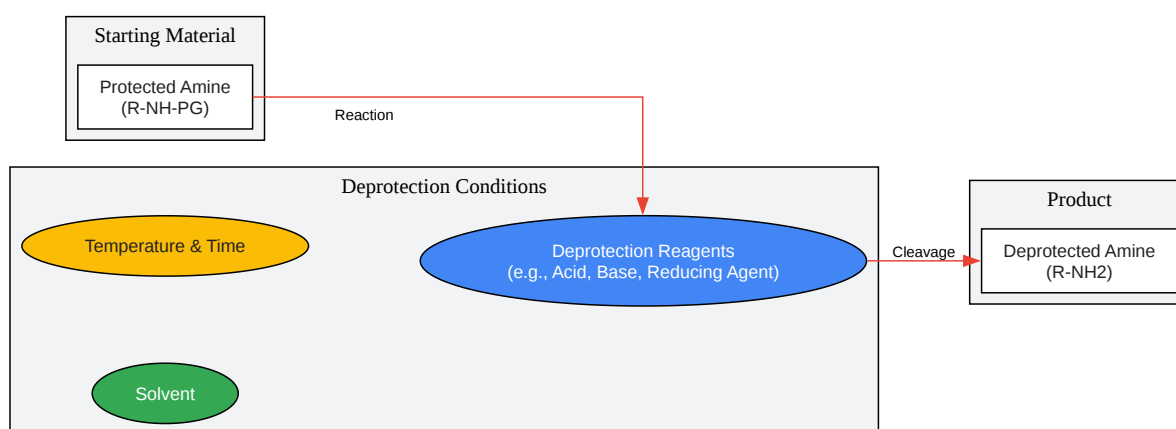 Starting Material
Protected Amine
(R-NH-PG)
Reaction
Deprotection Conditions
Temperature & Time
Deprotection Reagents
(e.g., Acid, Base, Reducing Agent)
Solvent
Cleavage
Product
Deprotected Amine
(R-NH2)